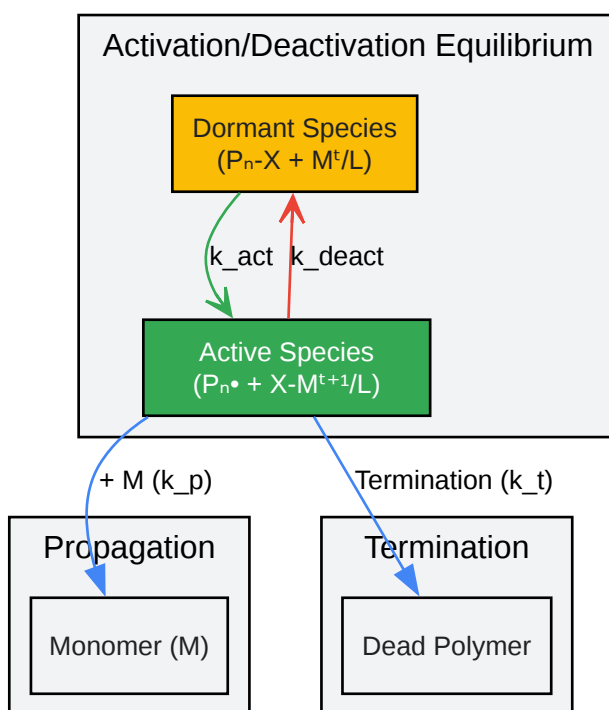 Activation/Deactivation Equilibrium
Dormant Species
(Pₙ-X + Mᵗ/L)
k_act
k_deact
Active Species
(Pₙ• + X-Mᵗ⁺¹/L)
+ M (k_p)
Termination (k_t)
Propagation
Termination
Monomer (M)
Dead Polymer